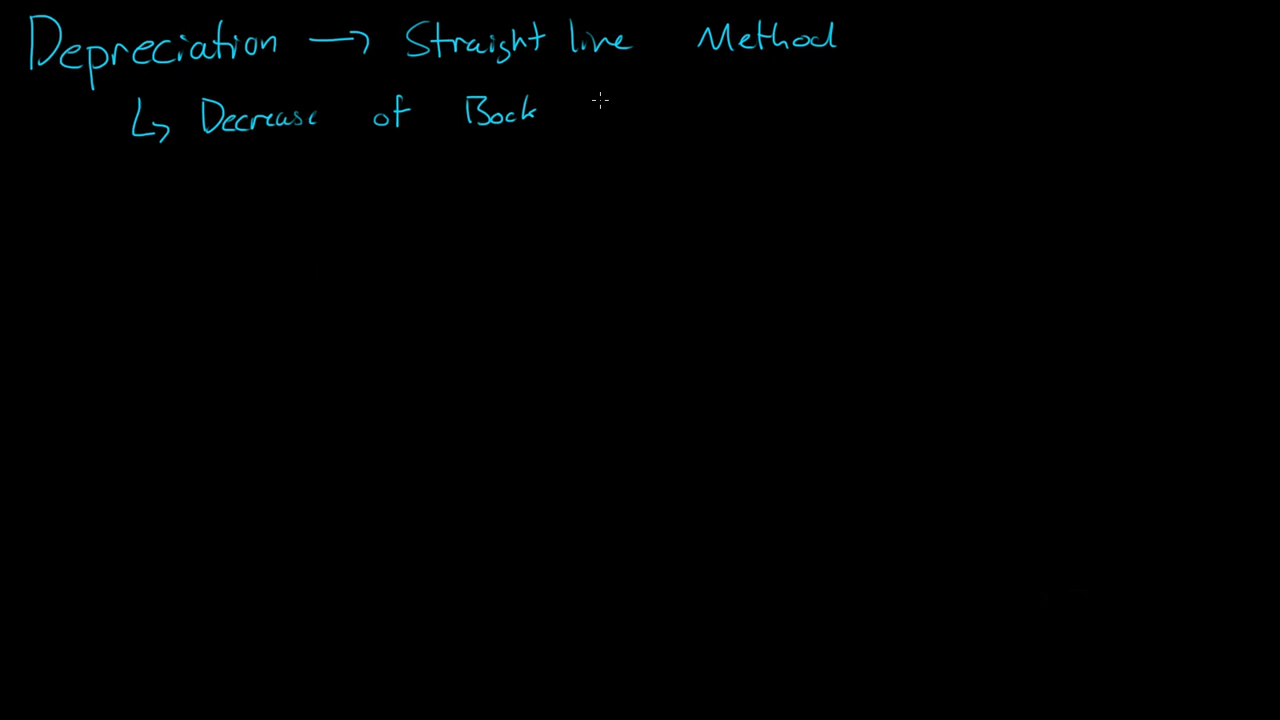 Depreciation → Straight line Method
↳ Decrease of Book